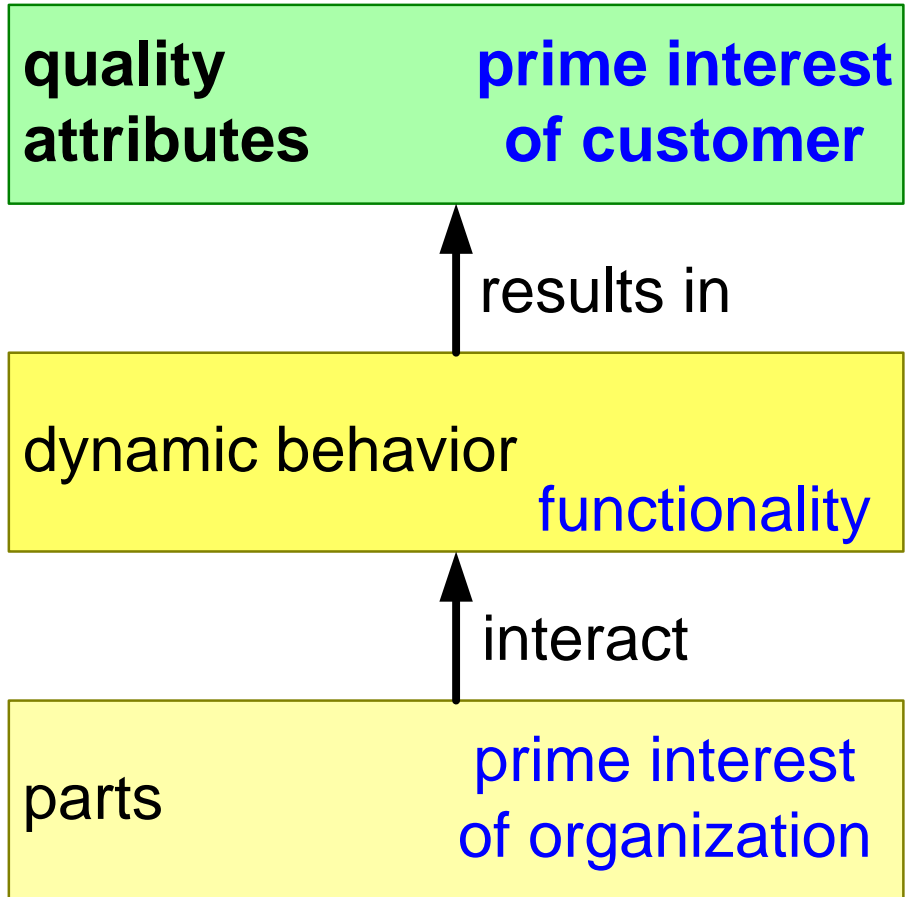 quality
attributes
prime interest
of customer
results in
dynamic behavior
functionality
interact
parts
prime interest
of organization